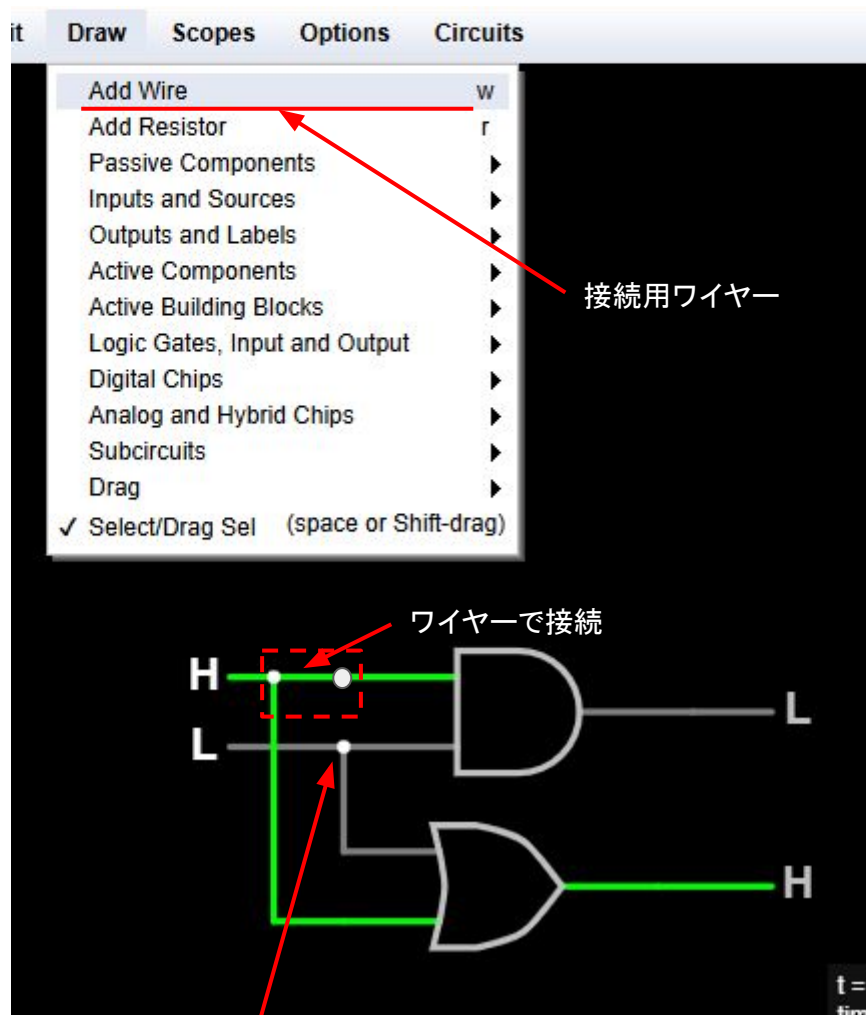 it Draw Scopes Options Circuits
Add Wire w
Add Resistor r
Passive Components
Inputs and Sources
Outputs and Labels
Active Components
Active Building Blocks
Logic Gates, Input and Output
Digital Chips
Analog and Hybrid Chips
Subcircuits
Drag
✓ Select/Drag Sel (space or Shift-drag)
接続用ワイヤー
ワイヤーで接続
H
L
L
H
t =